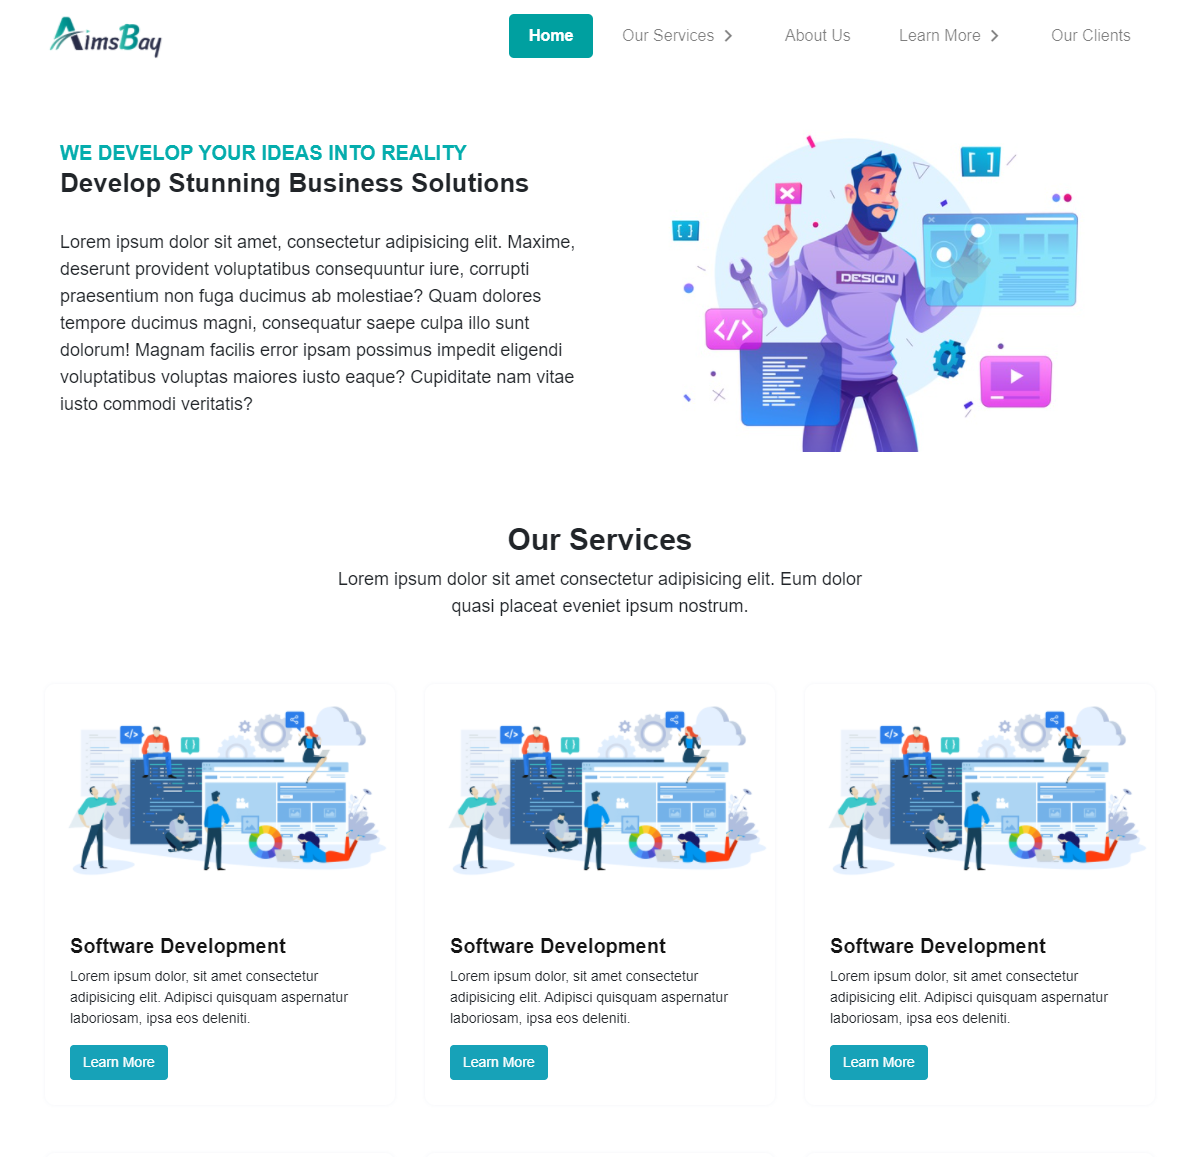 AimsBay
Home
Our Services
About Us
Learn More
Our Clients
WE DEVELOP YOUR IDEAS INTO REALITY
Develop Stunning Business Solutions
Lorem ipsum dolor sit amet, consectetur adipisicing elit. Maxime,
deserunt provident voluptatibus consequuntur iure, corrupti
praesentium non fuga ducimus ab molestiae? Quam dolores
tempore ducimus magni, consequatur saepe culpa illo sunt
dolorum! Magnam facilis error ipsam possimus impedit eligendi
voluptatibus voluptas maiores iusto eaque? Cupiditate nam vitae
iusto commodi veritatis?
[ ]
[ ]
DESIGN
</>
Our Services
Lorem ipsum dolor sit amet consectetur adipisicing elit. Eum dolor
quasi placeat eveniet ipsum nostrum.
</>
( )
</>
( )
</>
( )
Software Development
Lorem ipsum dolor, sit amet consectetur
adipisicing elit. Adipisci quisquam aspernatur
laboriosam, ipsa eos deleniti.
Learn More
Software Development
Lorem ipsum dolor, sit amet consectetur
adipisicing elit. Adipisci quisquam aspernatur
laboriosam, ipsa eos deleniti.
Learn More
Software Development
Lorem ipsum dolor, sit amet consectetur
adipisicing elit. Adipisci quisquam aspernatur
laboriosam, ipsa eos deleniti.
Learn More